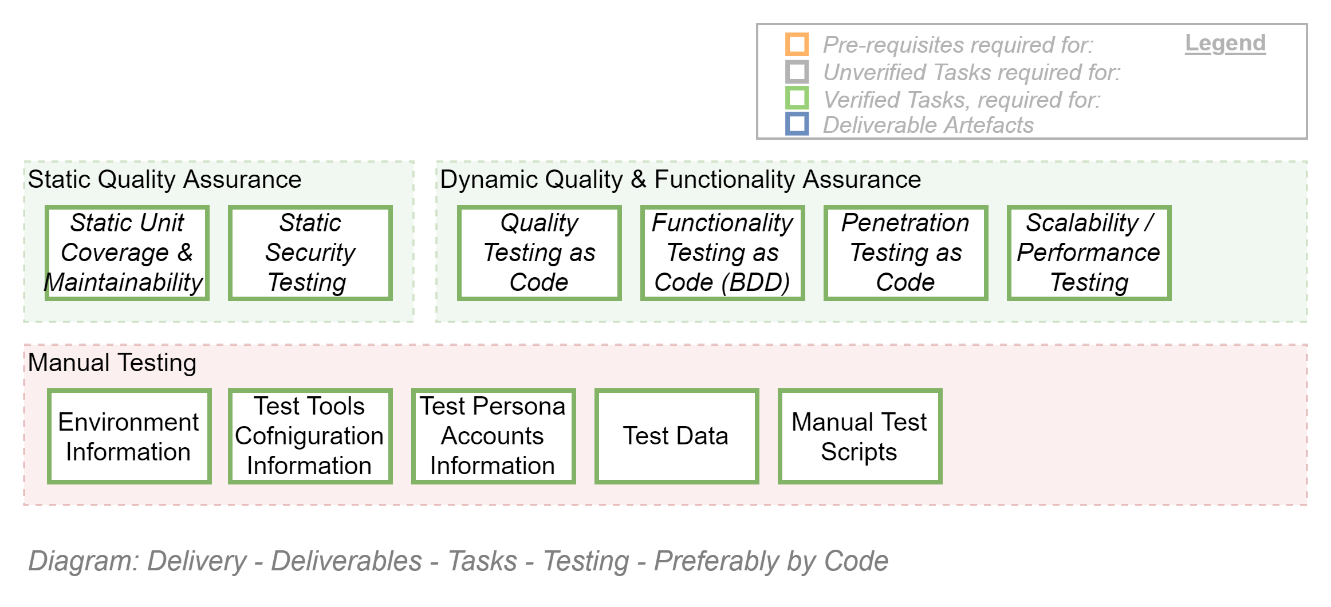 Legend
Pre-requisites required for:
Unverified Tasks required for:
Verified Tasks, required for:
Deliverable Artefacts
Static Quality Assurance
Static Unit
Coverage &
Maintainability
Static
Security
Testing
Dynamic Quality & Functionality Assurance
Quality
Testing as
Code
Functionality
Testing as
Code (BDD)
Penetration
Testing as
Code
Scalability /
Performance
Testing
Manual Testing
Environment
Information
Test Tools
Cofniguration
Information
Test Persona
Accounts
Information
Test Data
Manual Test
Scripts
Diagram: Delivery - Deliverables - Tasks - Testing - Preferably by Code